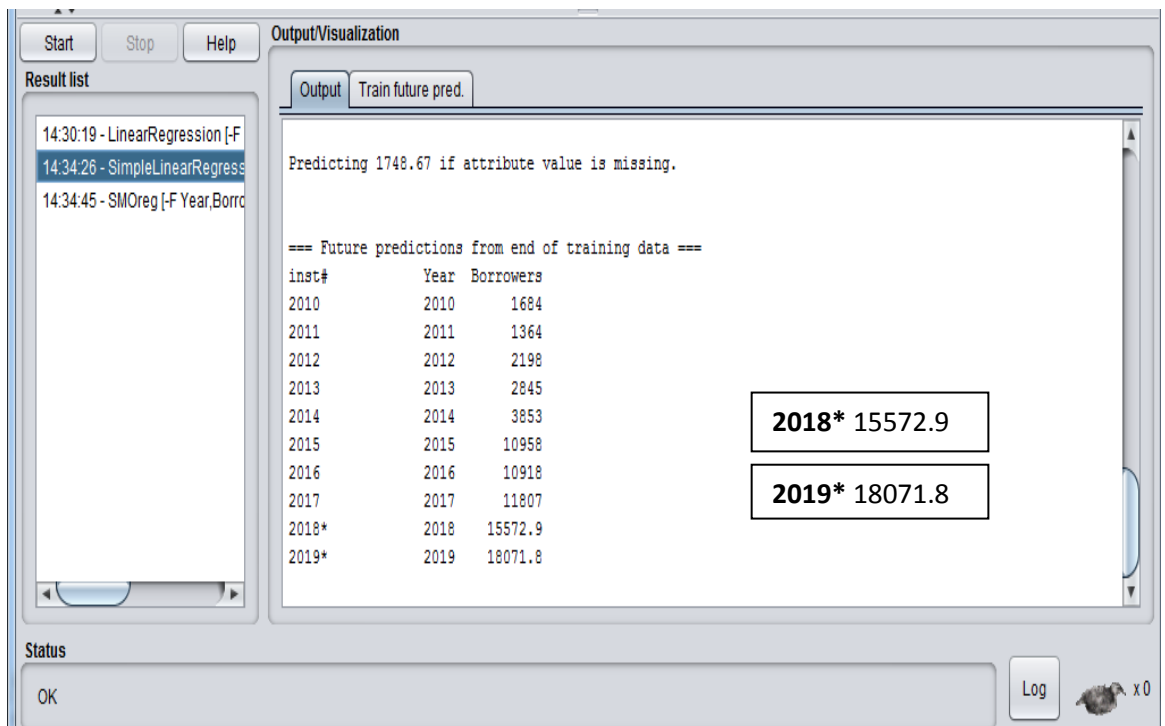 Start Stop Help
Result list
14:30:19 - LinearRegression [-F
14:34:26 - SimpleLinearRegress
14:34:45 - SMOreg [-F Year,Borro
Output/Visualization
Output Train future pred.
Predicting 1748.67 if attribute value is missing.
=== Future predictions from end of training data ===
inst# Year Borrowers
2010 2010 1684
2011 2011 1364
2012 2012 2198
2013 2013 2845
2014 2014 3853
2015 2015 10958
2016 2016 10918
2017 2017 11807
2018* 2018 15572.9
2019* 2019 18071.8
2018* 15572.9
2019* 18071.8
Status
OK
Log x 0